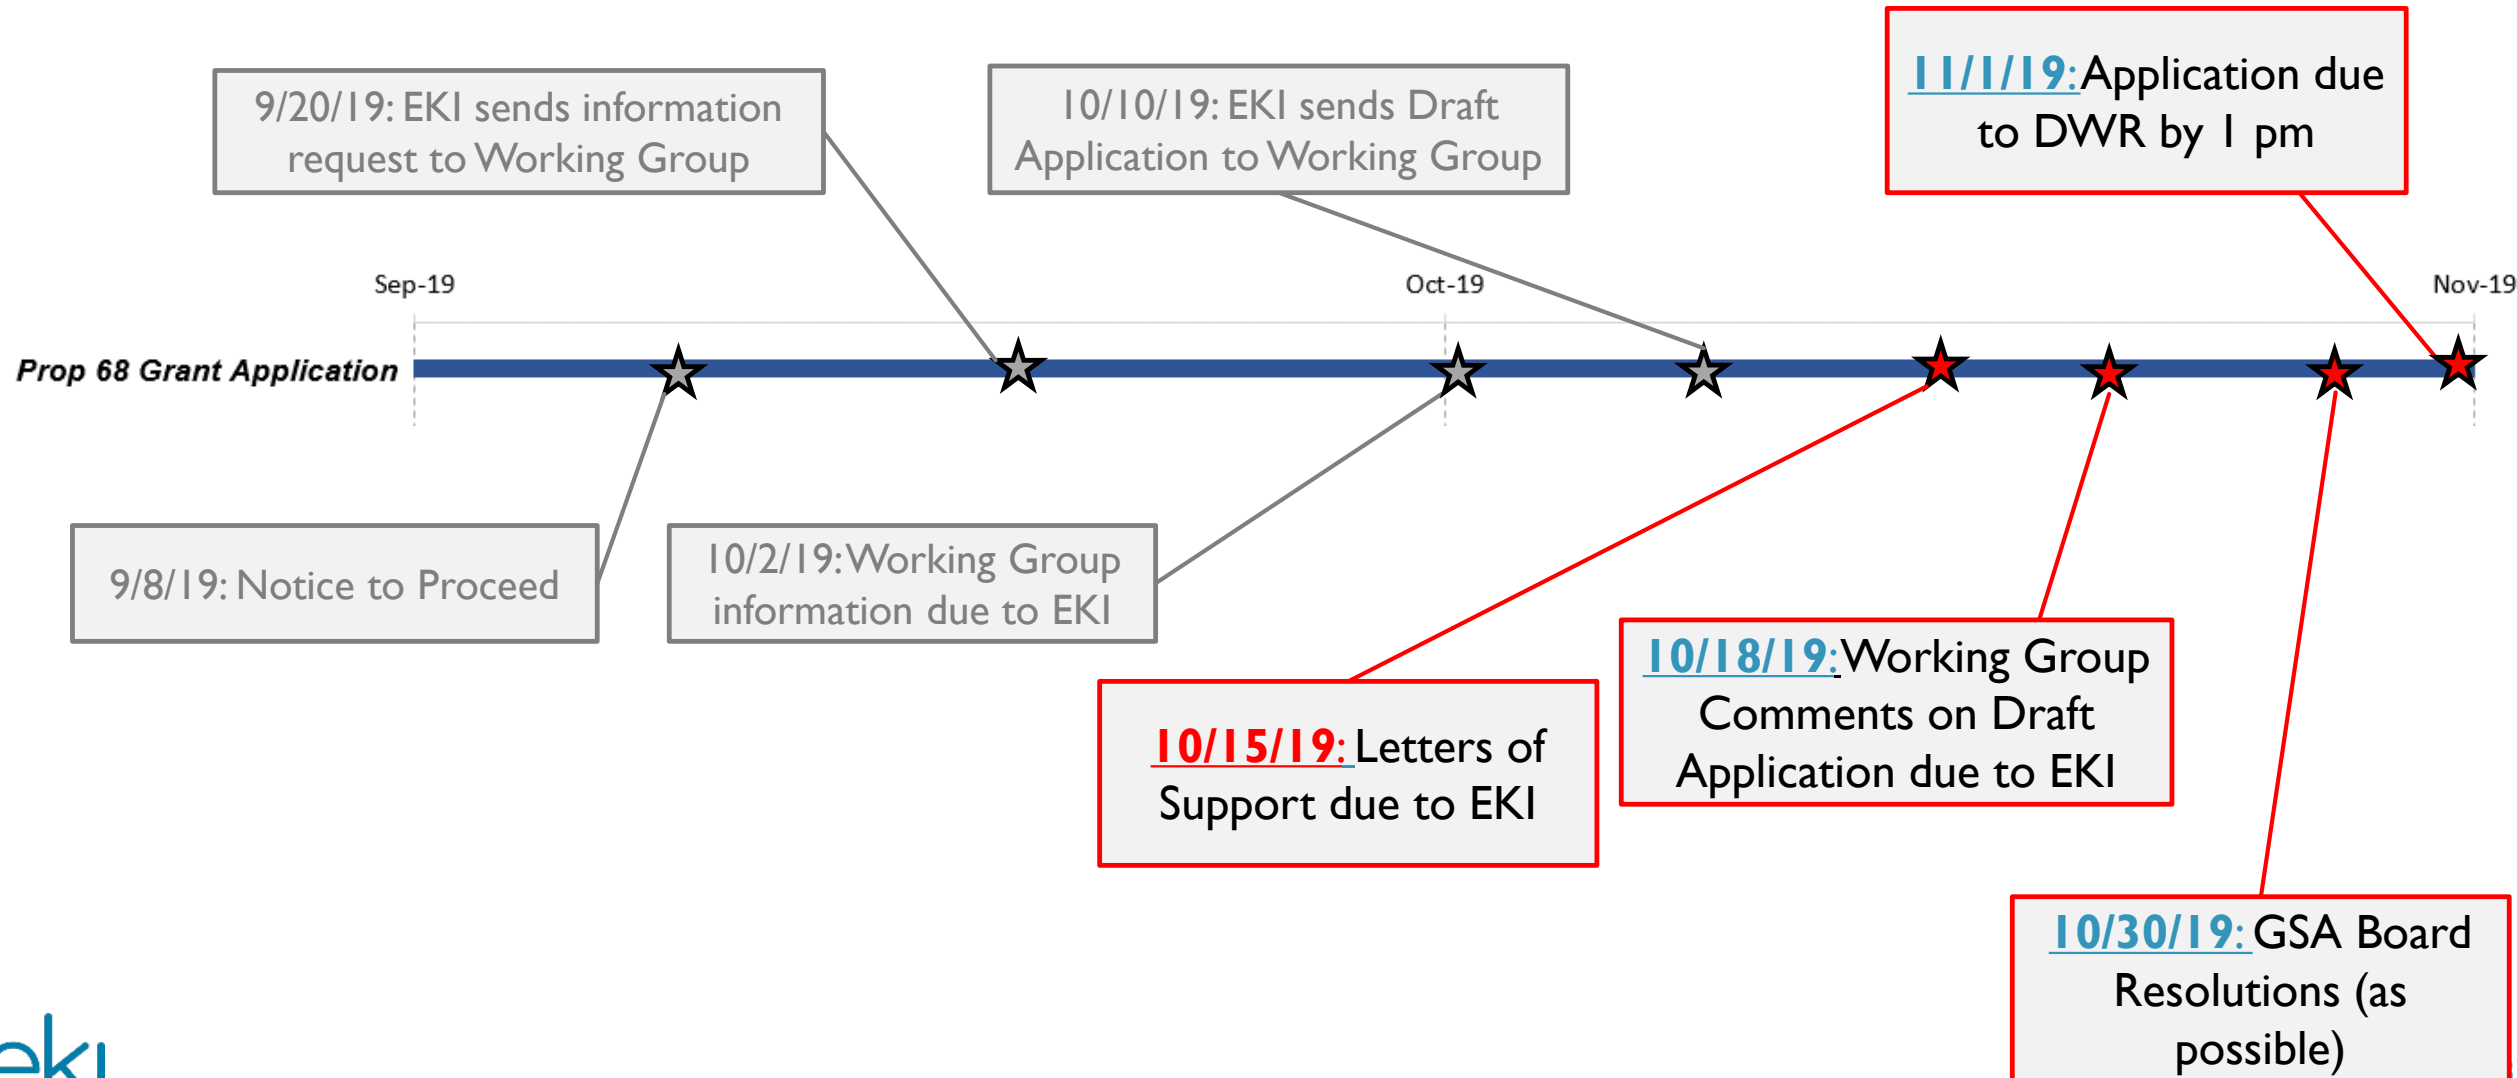 11/1/19: Application due
to DWR by 1 pm
9/20/19: EKI sends information
request to Working Group
10/10/19: EKI sends Draft
Application to Working Group
Sep-19
Oct-19
Nov-19
Prop 68 Grant Application
9/8/19: Notice to Proceed
10/2/19: Working Group
information due to EKI
10/15/19: Letters of
Support due to EKI
10/18/19: Working Group
Comments on Draft
Application due to EKI
10/30/19: GSA Board
Resolutions (as
possible)
eki